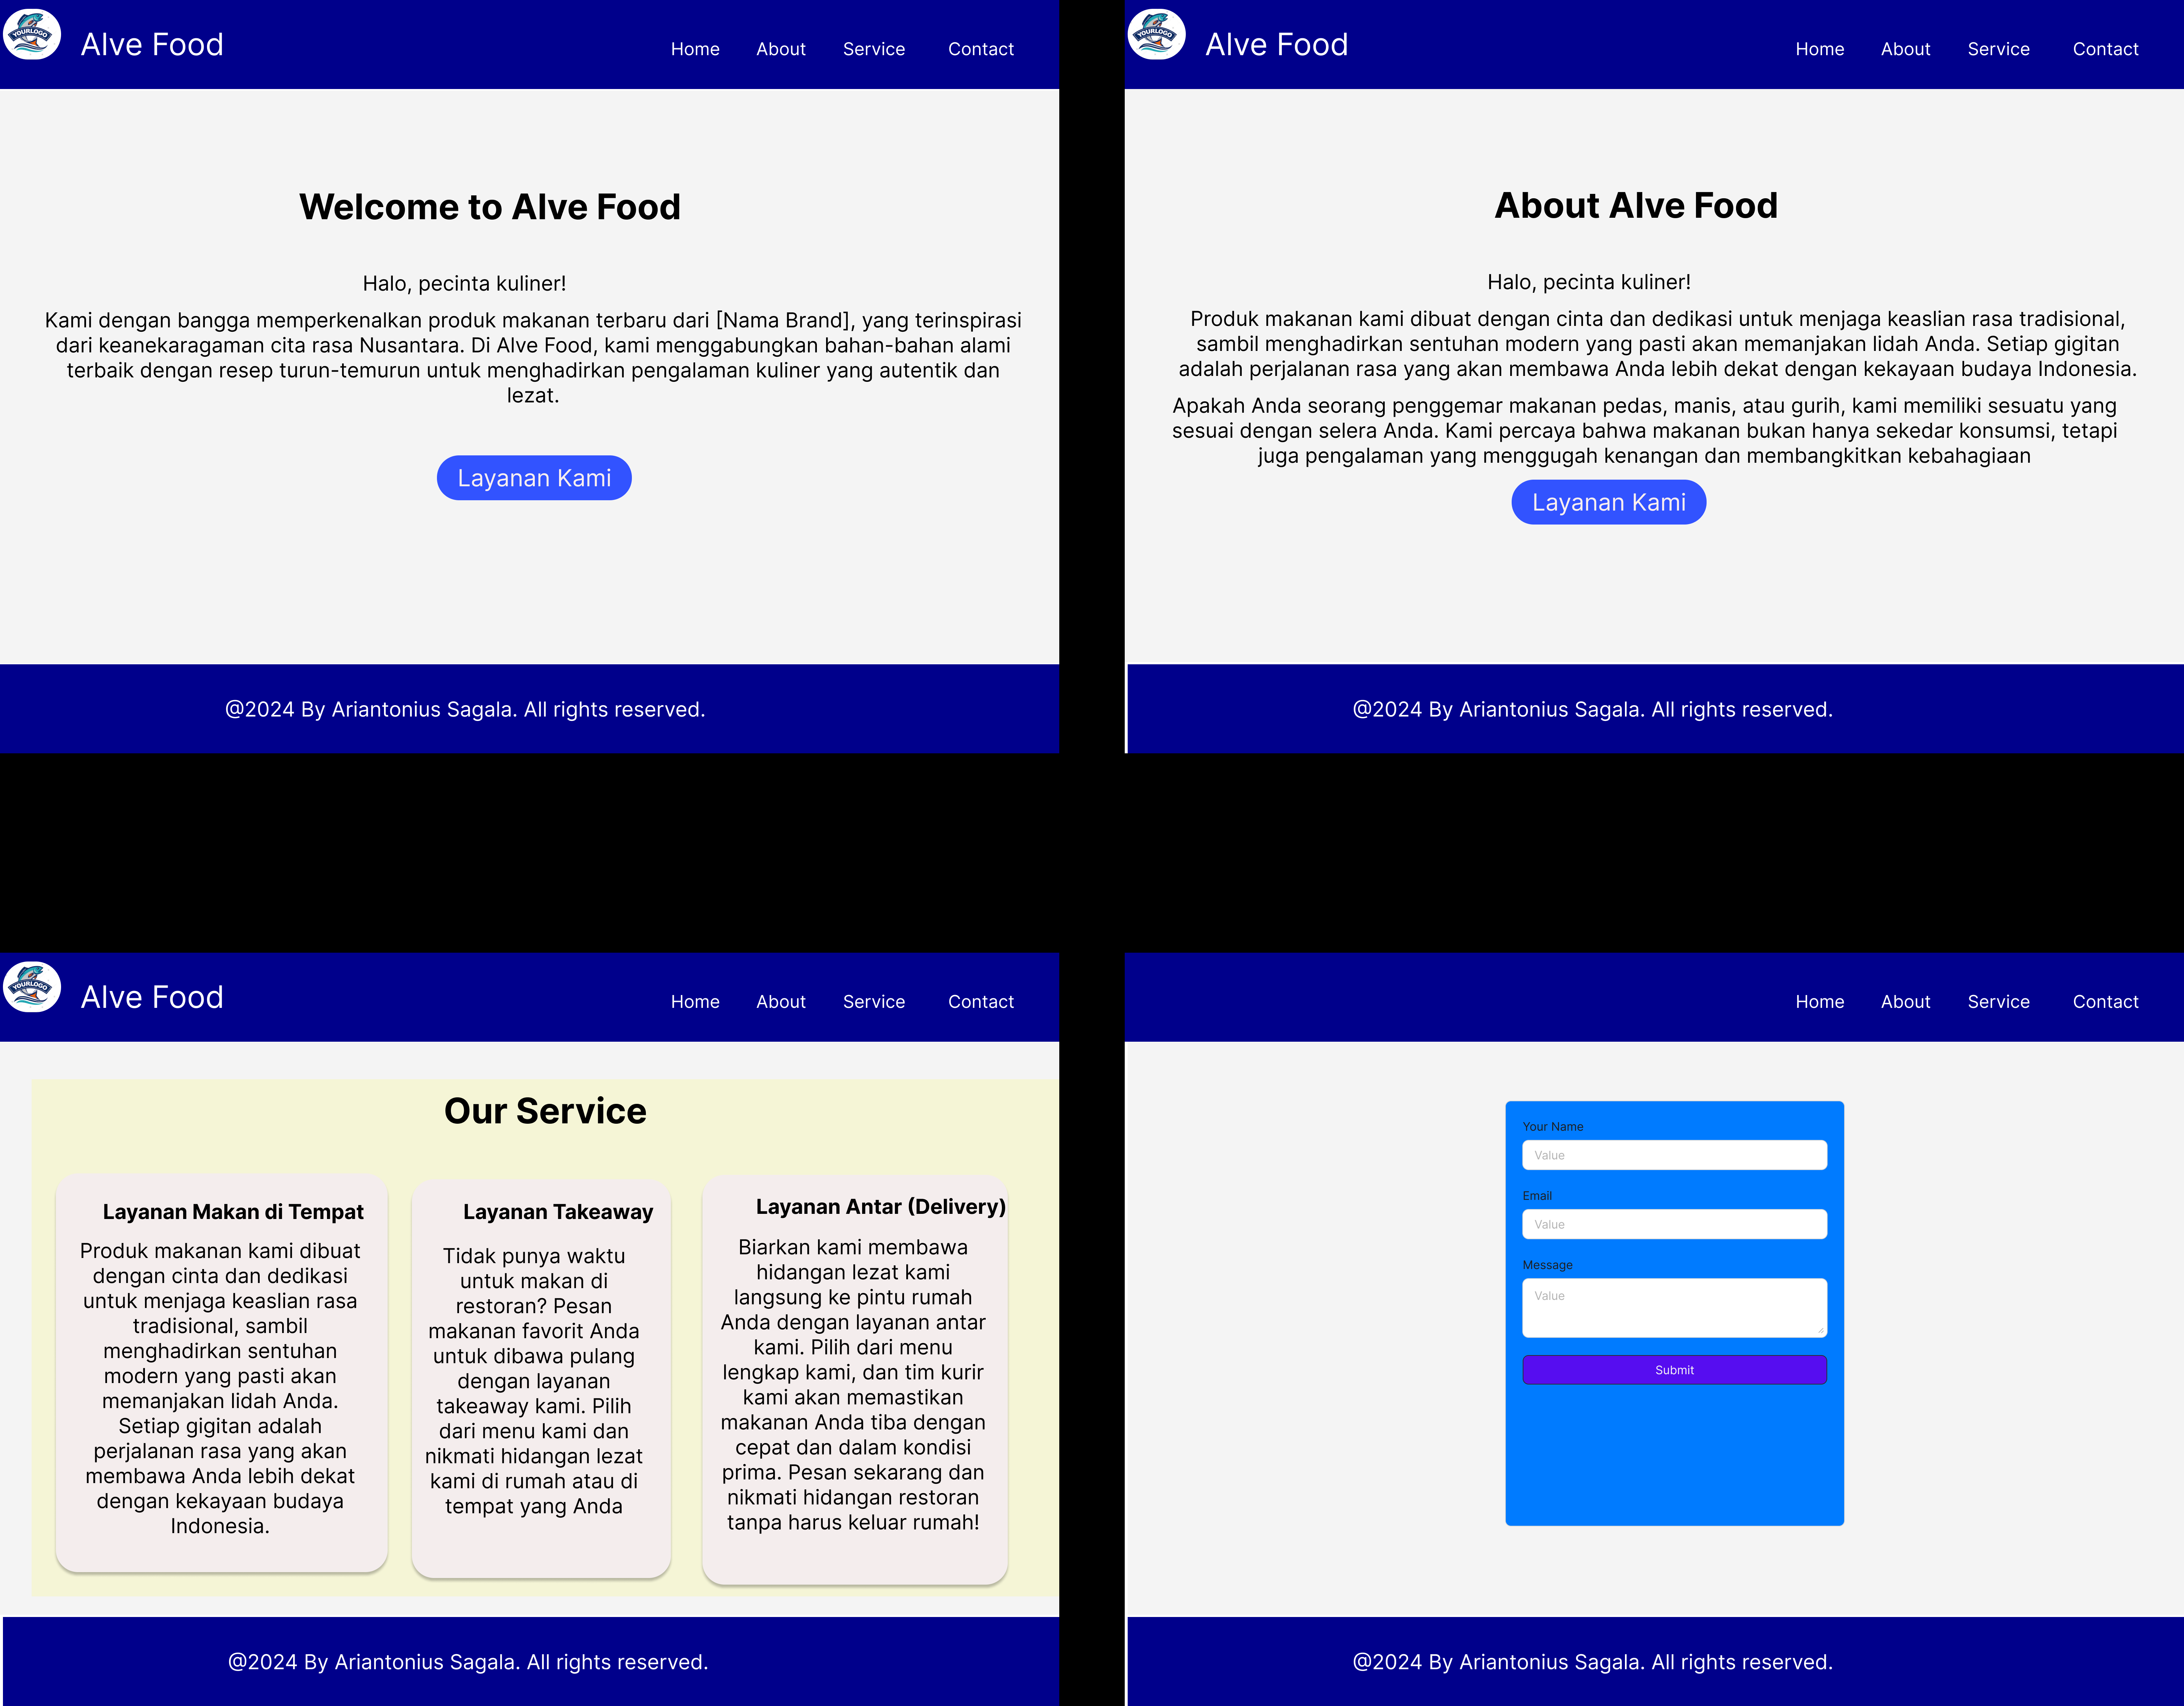 YOURLOGO
Alve Food
Home About Service Contact
Welcome to Alve Food
Halo, pecinta kuliner!
Kami dengan bangga memperkenalkan produk makanan terbaru dari [Nama Brand], yang terinspirasi
dari keanekaragaman cita rasa Nusantara. Di Alve Food, kami menggabungkan bahan-bahan alami
terbaik dengan resep turun-temurun untuk menghadirkan pengalaman kuliner yang autentik dan
lezat.
Layanan Kami
@2024 By Ariantonius Sagala. All rights reserved.
YOURLOGO
Alve Food
Home About Service Contact
About Alve Food
Halo, pecinta kuliner!
Produk makanan kami dibuat dengan cinta dan dedikasi untuk menjaga keaslian rasa tradisional,
sambil menghadirkan sentuhan modern yang pasti akan memanjakan lidah Anda. Setiap gigitan
adalah perjalanan rasa yang akan membawa Anda lebih dekat dengan kekayaan budaya Indonesia.
Apakah Anda seorang penggemar makanan pedas, manis, atau gurih, kami memiliki sesuatu yang
sesuai dengan selera Anda. Kami percaya bahwa makanan bukan hanya sekedar konsumsi, tetapi
juga pengalaman yang menggugah kenangan dan membangkitkan kebahagiaan
Layanan Kami
@2024 By Ariantonius Sagala. All rights reserved.
YOURLOGO
Alve Food
Home About Service Contact
Our Service
Layanan Makan di Tempat
Produk makanan kami dibuat
dengan cinta dan dedikasi
untuk menjaga keaslian rasa
tradisional, sambil
menghadirkan sentuhan
modern yang pasti akan
memanjakan lidah Anda.
Setiap gigitan adalah
perjalanan rasa yang akan
membawa Anda lebih dekat
dengan kekayaan budaya
Indonesia.
Layanan Takeaway
Tidak punya waktu
untuk makan di
restoran? Pesan
makanan favorit Anda
untuk dibawa pulang
dengan layanan
takeaway kami. Pilih
dari menu kami dan
nikmati hidangan lezat
kami di rumah atau di
tempat yang Anda
Layanan Antar (Delivery)
Biarkan kami membawa
hidangan lezat kami
langsung ke pintu rumah
Anda dengan layanan antar
kami. Pilih dari menu
lengkap kami, dan tim kurir
kami akan memastikan
makanan Anda tiba dengan
cepat dan dalam kondisi
prima. Pesan sekarang dan
nikmati hidangan restoran
tanpa harus keluar rumah!
@2024 By Ariantonius Sagala. All rights reserved.
Home About Service Contact
Your Name
Value
Email
Value
Message
Value
Submit
@2024 By Ariantonius Sagala. All rights reserved.